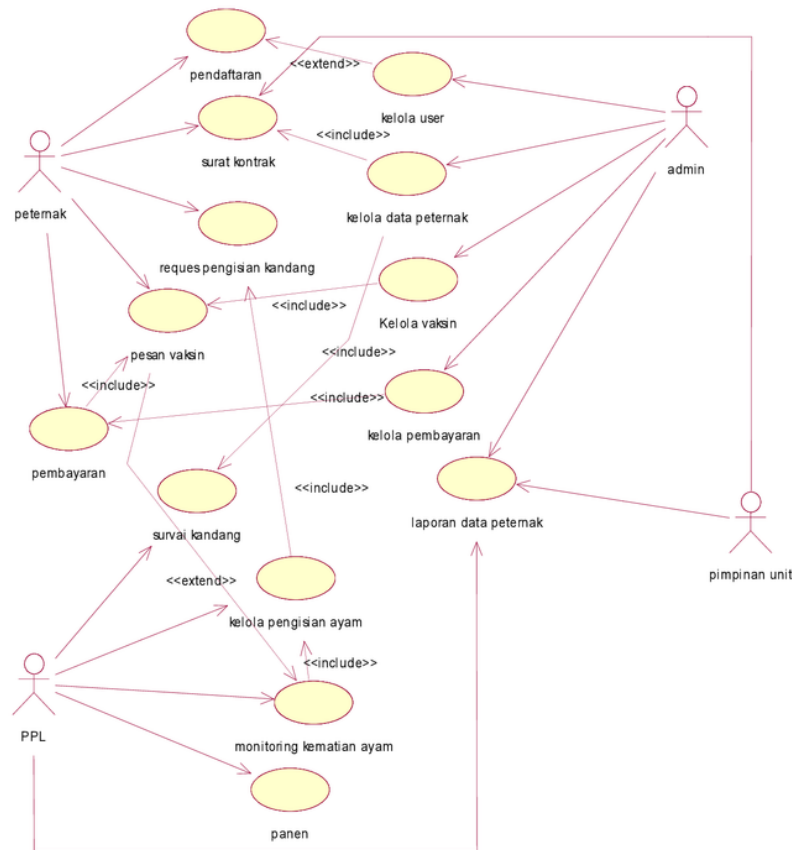 pendaftaran
<<extend>>
kelola user
surat kontrak
<<include>>
admin
peternak
kelola data peternak
reques pengisian kandang
<<include>>
Kelola vaksin
pesan vaksin
<<include>>
<<include>>
<<include>>
kelola pembayaran
pembayaran
<<include>>
survai kandang
laporan data peternak
pimpinan unit
<<extend>>
kelola pengisian ayam
<<include>>
PPL
monitoring kematian ayam
panen